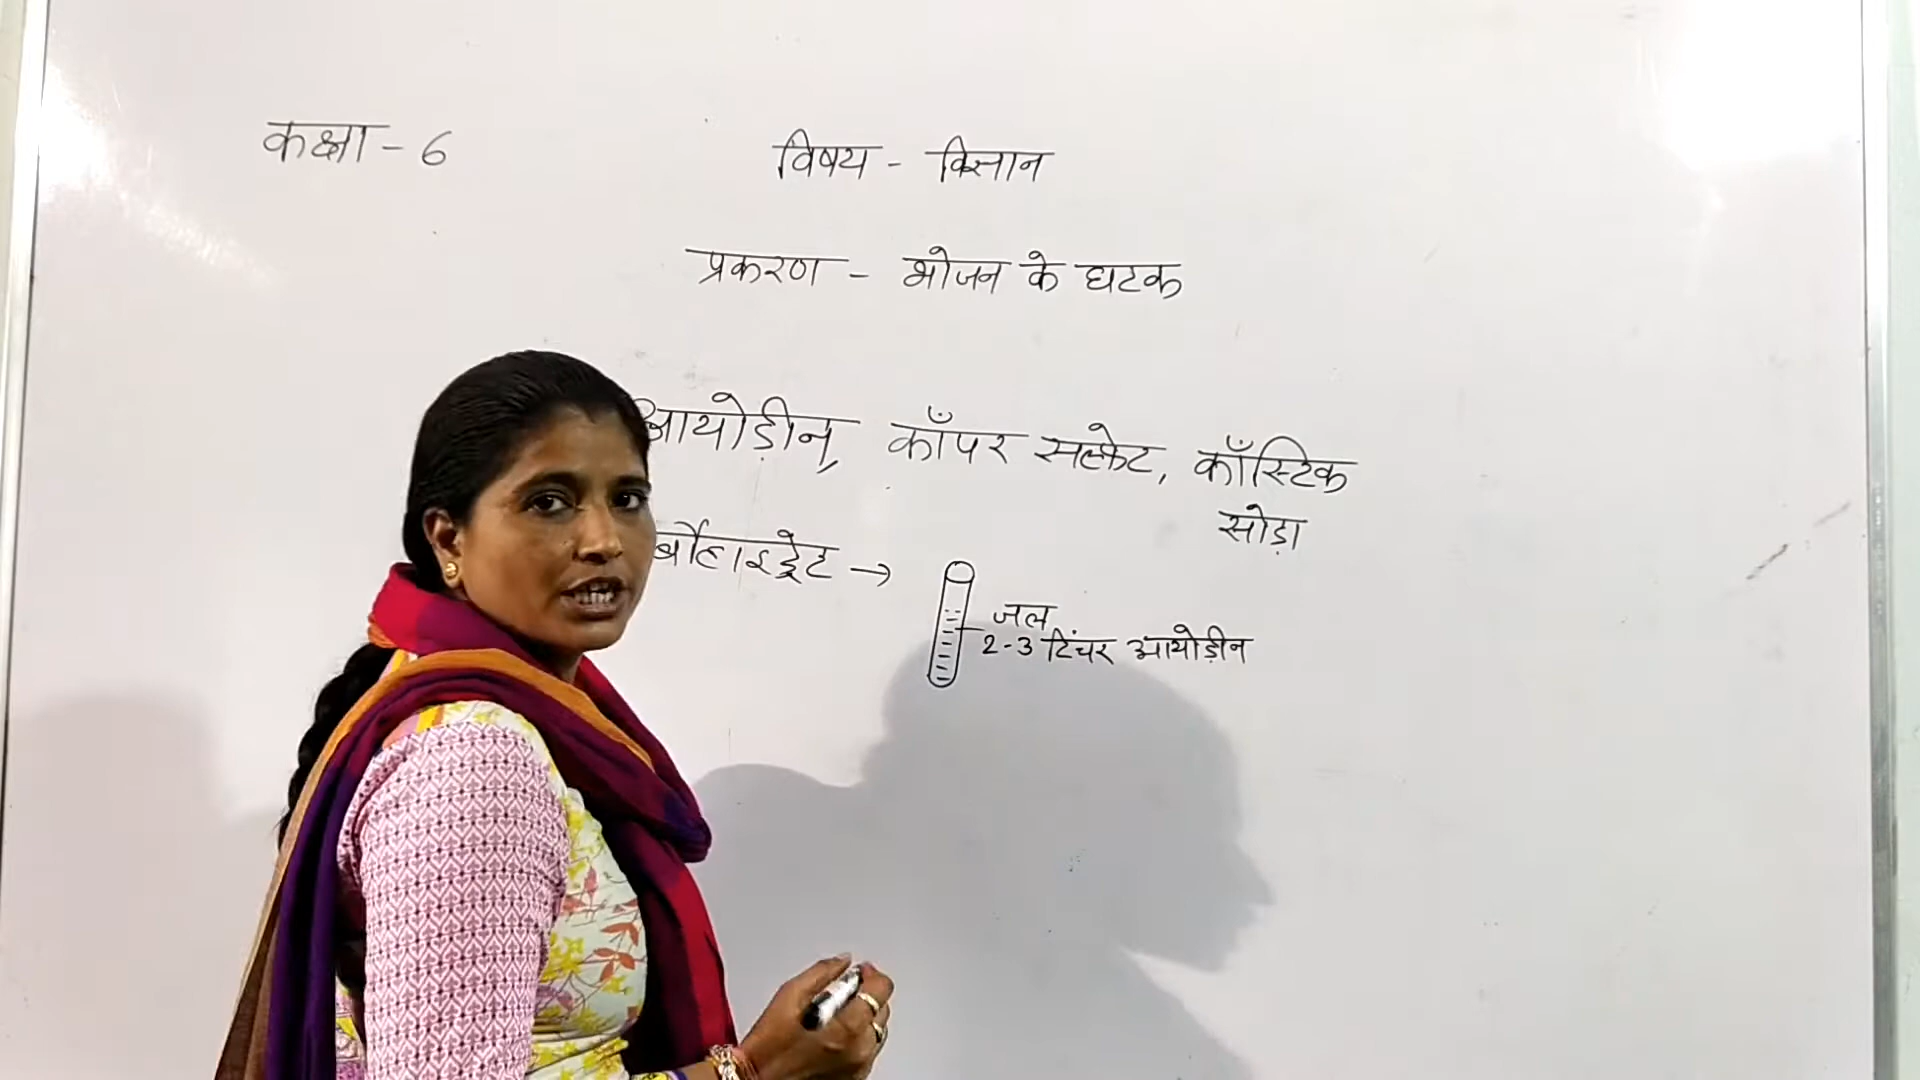 कक्षा - 6
विषय - विज्ञान
प्रकरण - भोजन के घटक
आयोडीन, कॉपर सल्फेट, कॉस्टिक
सोड़ा
र्बोहाइड्रेट →
जल
2-3 टिंचर आयोडीन